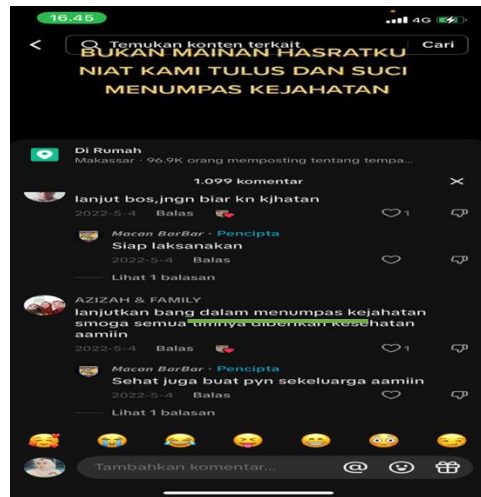 16.45
4G
Temukan konten terkait
Cari
BUKAN MAINAN HASRATKU
NIAT KAMI TULUS DAN SUCI
MENUMPAS KEJAHATAN
Di Rumah
Makassar · 96.9K orang memposting tentang tempa...
1.099 komentar
lanjut bos,jngn biar kn kjhatan
2022-5-4 Balas
1
Macan BarBar · Pencipta
Siap laksanakan
2022-5-4 Balas
Lihat 1 balasan
AZIZAH & FAMILY
lanjutkan bang dalam menumpas kejahatan
smoga semua timnya diberikan kesehatan
aamiin
2022-5-4 Balas
1
Macan BarBar · Pencipta
Sehat juga buat pyn sekeluarga aamiin
2022-5-4 Balas
Lihat 1 balasan
Tambahkan komentar...